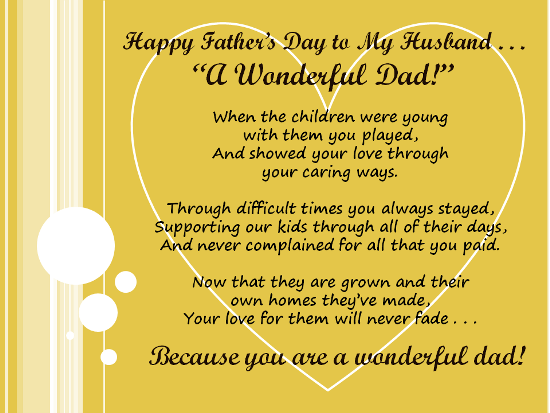 Happy Father's Day to My Husband . . .
“A Wonderful Dad!”
When the children were young
with them you played,
And showed your love through
your caring ways.
Through difficult times you always stayed,
Supporting our kids through all of their days,
And never complained for all that you paid.
Now that they are grown and their
own homes they've made,
Your love for them will never fade . . .
Because you are a wonderful dad!